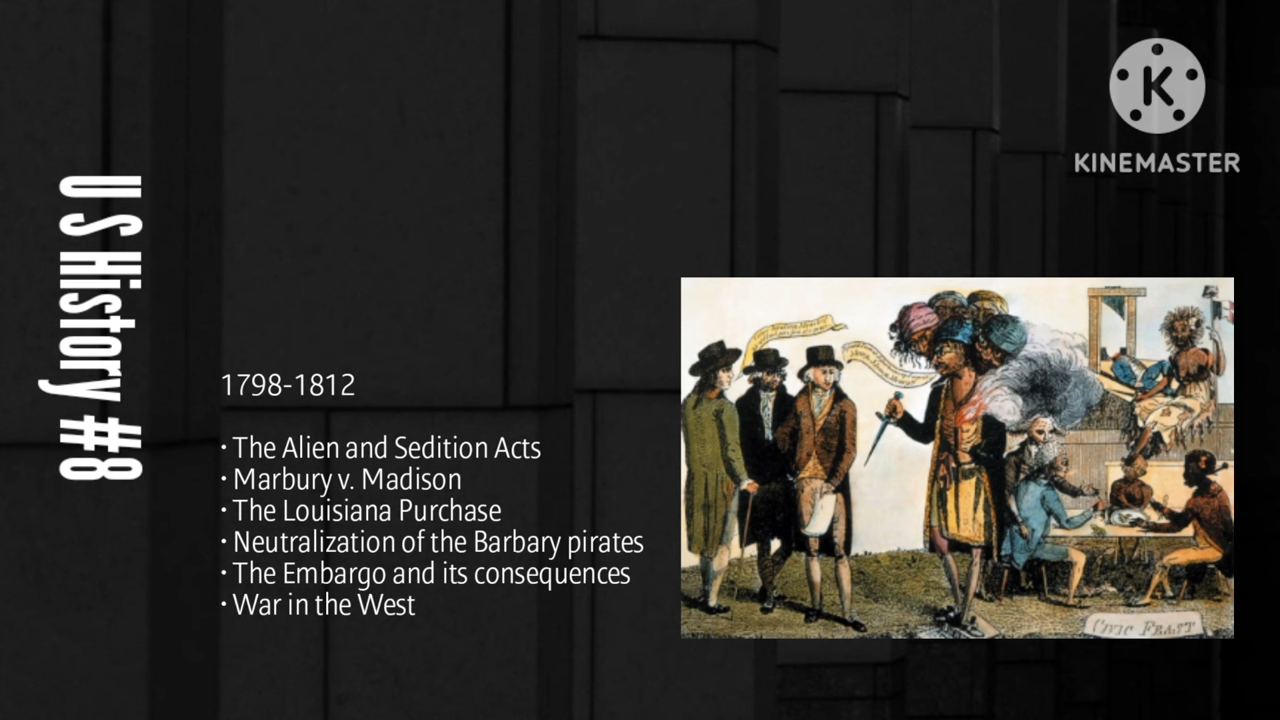 U S History #8
1798-1812
· The Alien and Sedition Acts
· Marbury v. Madison
· The Louisiana Purchase
· Neutralization of the Barbary pirates
· The Embargo and its consequences
· War in the West
K
KINEMASTER
CIVIC FEAST